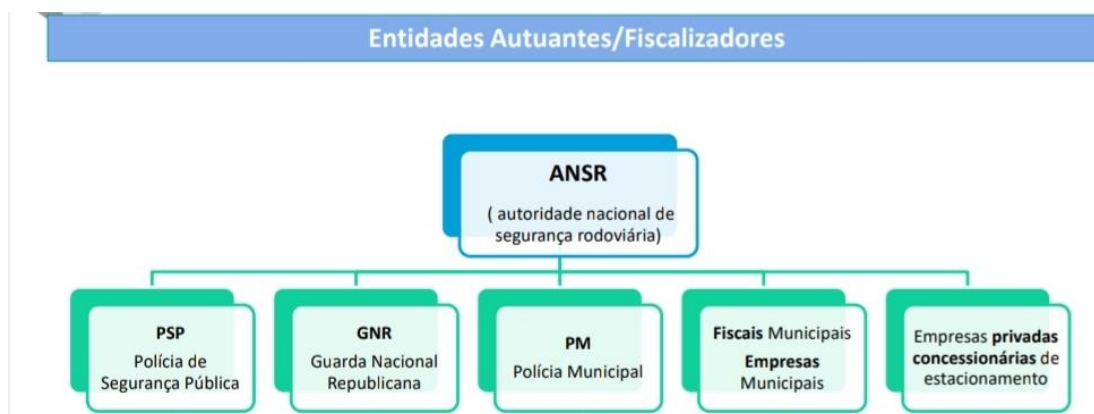 Entidades Autuantes/Fiscalizadores
ANSR
( autoridade nacional de
segurança rodoviária)
PSP
Polícia de
Segurança Pública
GNR
Guarda Nacional
Republicana
PM
Polícia Municipal
Fiscais Municipais
Empresas
Municipais
Empresas privadas
concessionárias de
estacionamento